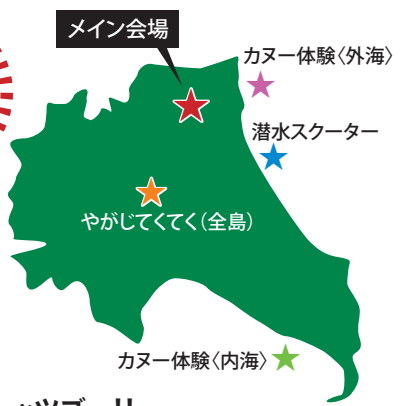 メイン会場
カヌー体験〈外海〉
潜水スクーター
やがじてくてく(全島)
カヌー体験〈内海〉